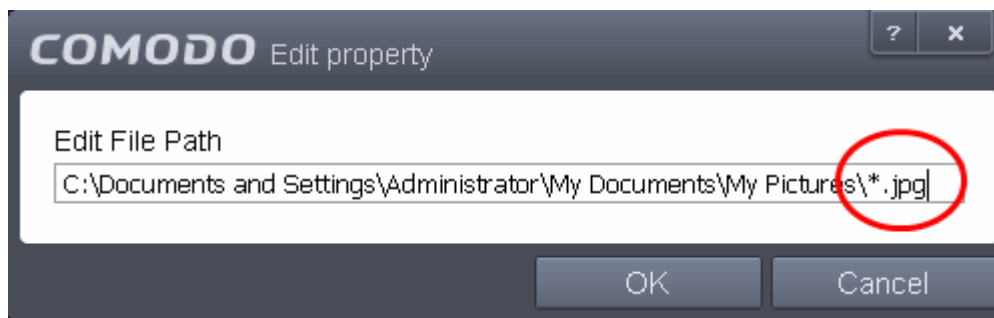 COMODO Edit property ? x
Edit File Path
C:\Documents and Settings\Administrator\My Documents\My Pictures\*.jpg
OK Cancel